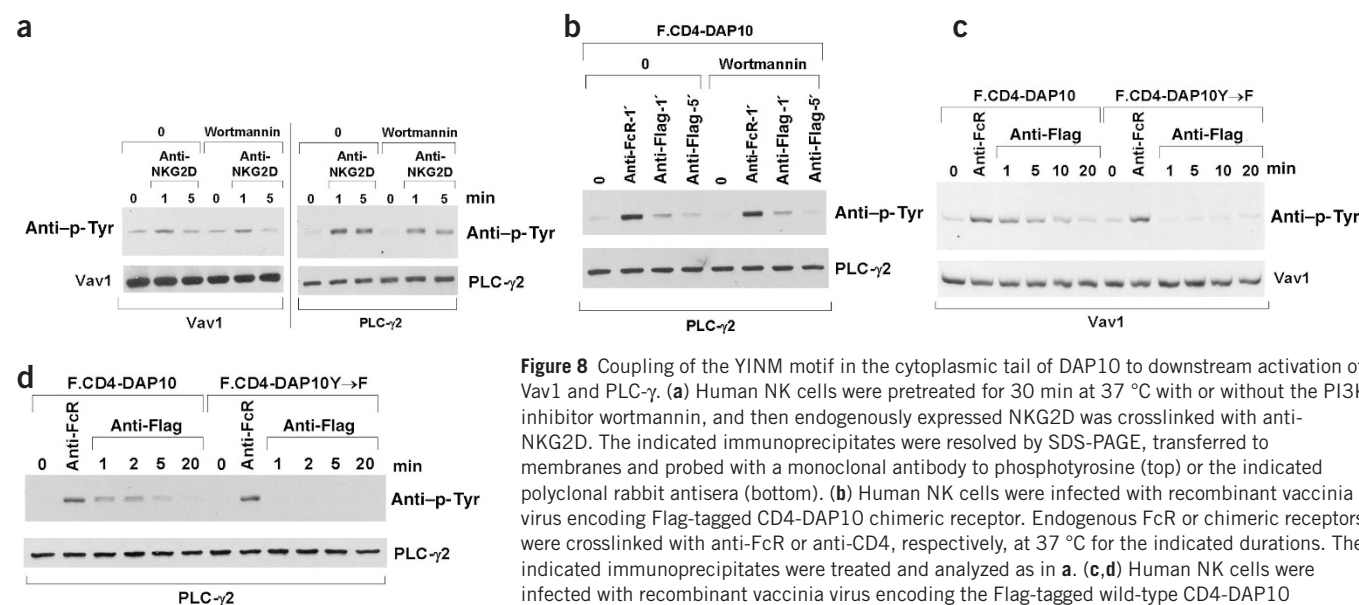 a
0 Wortmannin 0 Wortmannin
Anti-NKG2D Anti-NKG2D Anti-NKG2D Anti-NKG2D
0 1 5 0 1 5 min 0 1 5 0 1 5
Anti–p-Tyr Anti–p-Tyr
Vav1 PLC-γ2
Vav1 PLC-γ2
b
F.CD4-DAP10
0 Wortmannin
0 Anti-FcR-1′ Anti-Flag-1′ Anti-Flag-5′ 0 Anti-FcR-1′ Anti-Flag-1′ Anti-Flag-5′
Anti–p-Tyr
PLC-γ2
PLC-γ2
c
F.CD4-DAP10 F.CD4-DAP10Y→F
Anti-Flag Anti-Flag
0 Anti-FcR 1 5 10 20 0 Anti-FcR 1 5 10 20 min
Anti–p-Tyr
Vav1
Vav1
d
F.CD4-DAP10 F.CD4-DAP10Y→F
Anti-Flag Anti-Flag
0 Anti-FcR 1 2 5 20 0 Anti-FcR 1 2 5 20 min
Anti–p-Tyr
PLC-γ2
PLC-γ2
Figure 8 Coupling of the YINM motif in the cytoplasmic tail of DAP10 to downstream activation of
Vav1 and PLC-γ. (a) Human NK cells were pretreated for 30 min at 37 °C with or without the PI3K
inhibitor wortmannin, and then endogenously expressed NKG2D was crosslinked with anti-
NKG2D. The indicated immunoprecipitates were resolved by SDS-PAGE, transferred to
membranes and probed with a monoclonal antibody to phosphotyrosine (top) or the indicated
polyclonal rabbit antisera (bottom). (b) Human NK cells were infected with recombinant vaccinia
virus encoding Flag-tagged CD4-DAP10 chimeric receptor. Endogenous FcR or chimeric receptors
were crosslinked with anti-FcR or anti-CD4, respectively, at 37 °C for the indicated durations. The
indicated immunoprecipitates were treated and analyzed as in a. (c,d) Human NK cells were
infected with recombinant vaccinia virus encoding the Flag-tagged wild-type CD4-DAP10